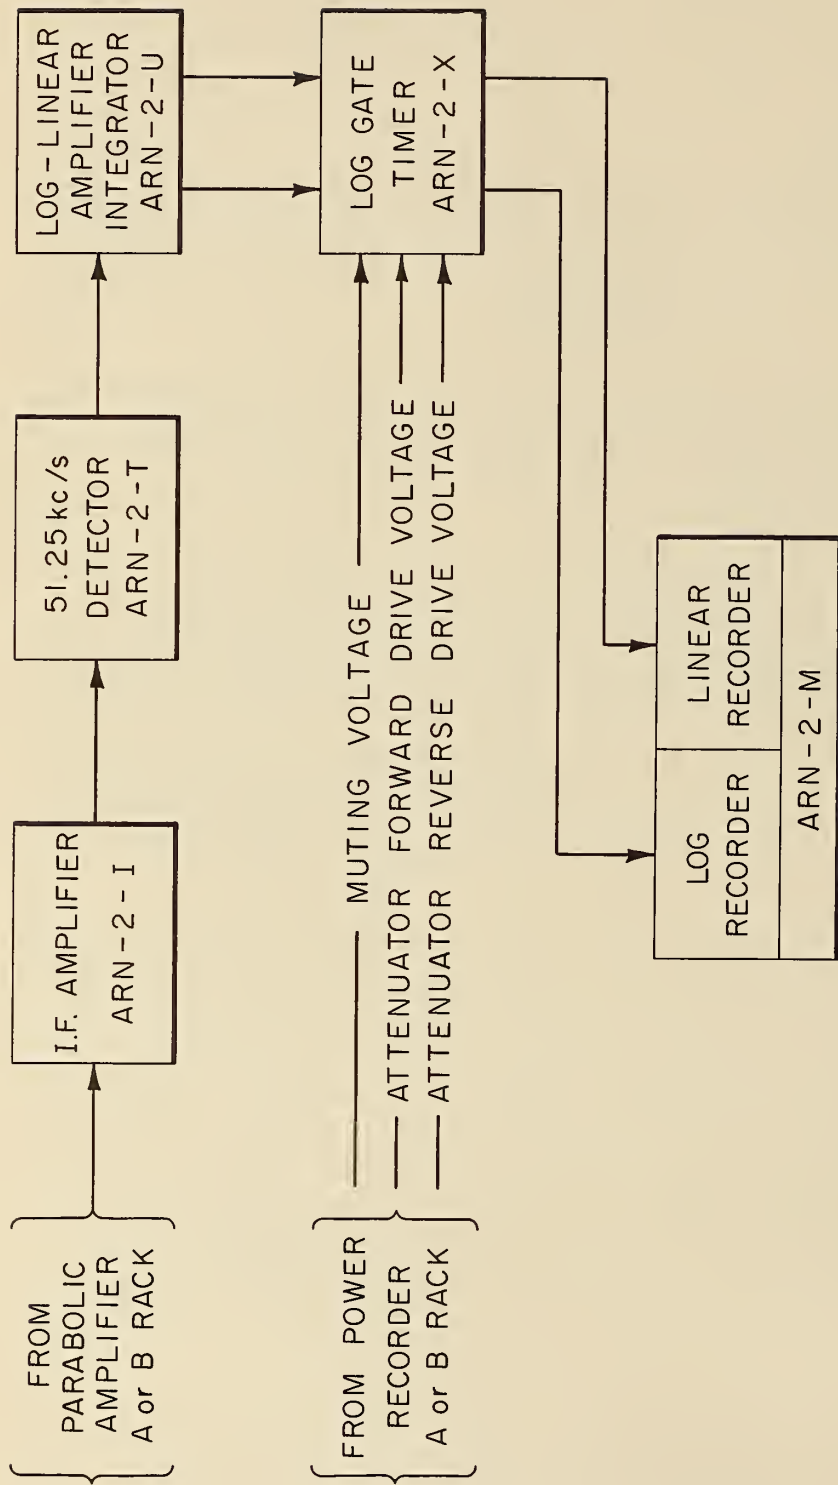 FROM
PARABOLIC
AMPLIFIER
A or B RACK
I.F. AMPLIFIER
ARN-2-I
51.25 kc/s
DETECTOR
ARN-2-T
LOG-LINEAR
AMPLIFIER
INTEGRATOR
ARN-2-U
FROM POWER
RECORDER
A or B RACK
MUTING VOLTAGE
ATTENUATOR FORWARD DRIVE VOLTAGE
ATTENUATOR REVERSE DRIVE VOLTAGE
LOG GATE
TIMER
ARN-2-X
LOG
RECORDER
LINEAR
RECORDER
ARN-2-M